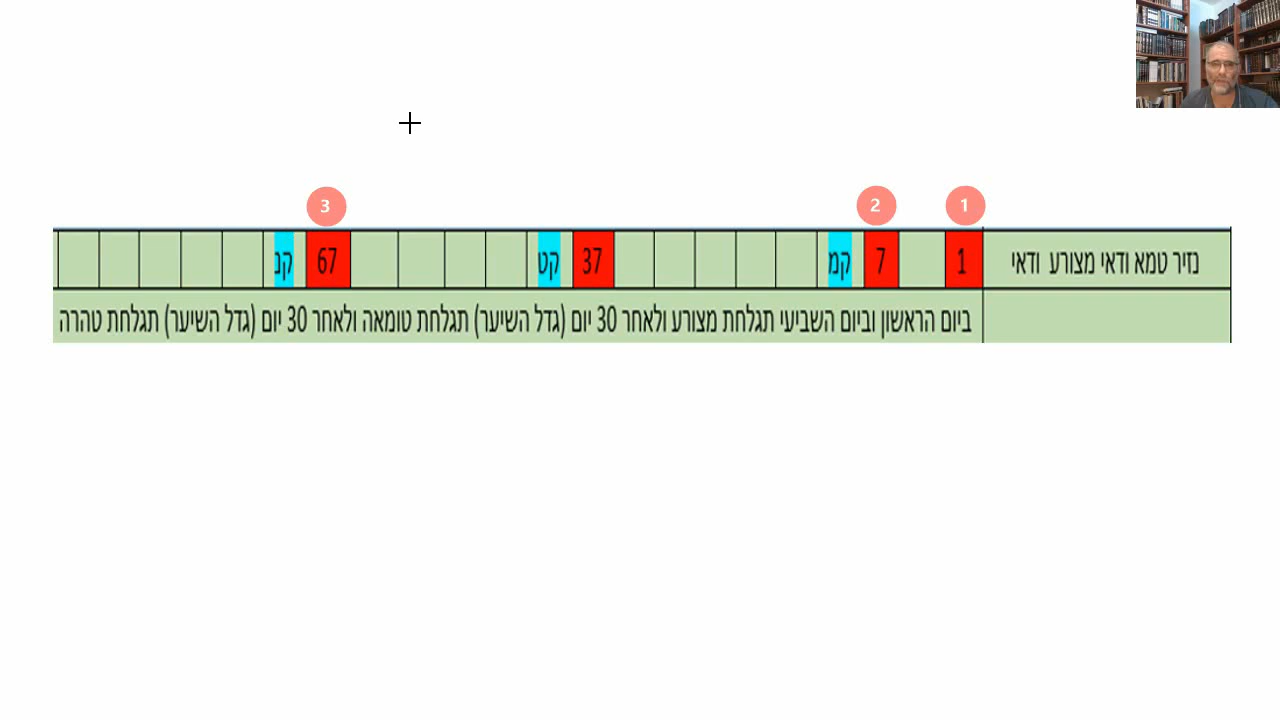 1 2 3
נזיר טמא ודאי מצורע ודאי 1 7 קמ 37 קט 67 קנ
ביום הראשון וביום השביעי תגלחת מצורע ולאחר 30 יום (גדל השיער) תגלחת טומאה ולאחר 30 יום (גדל השיער) תגלחת טהרה